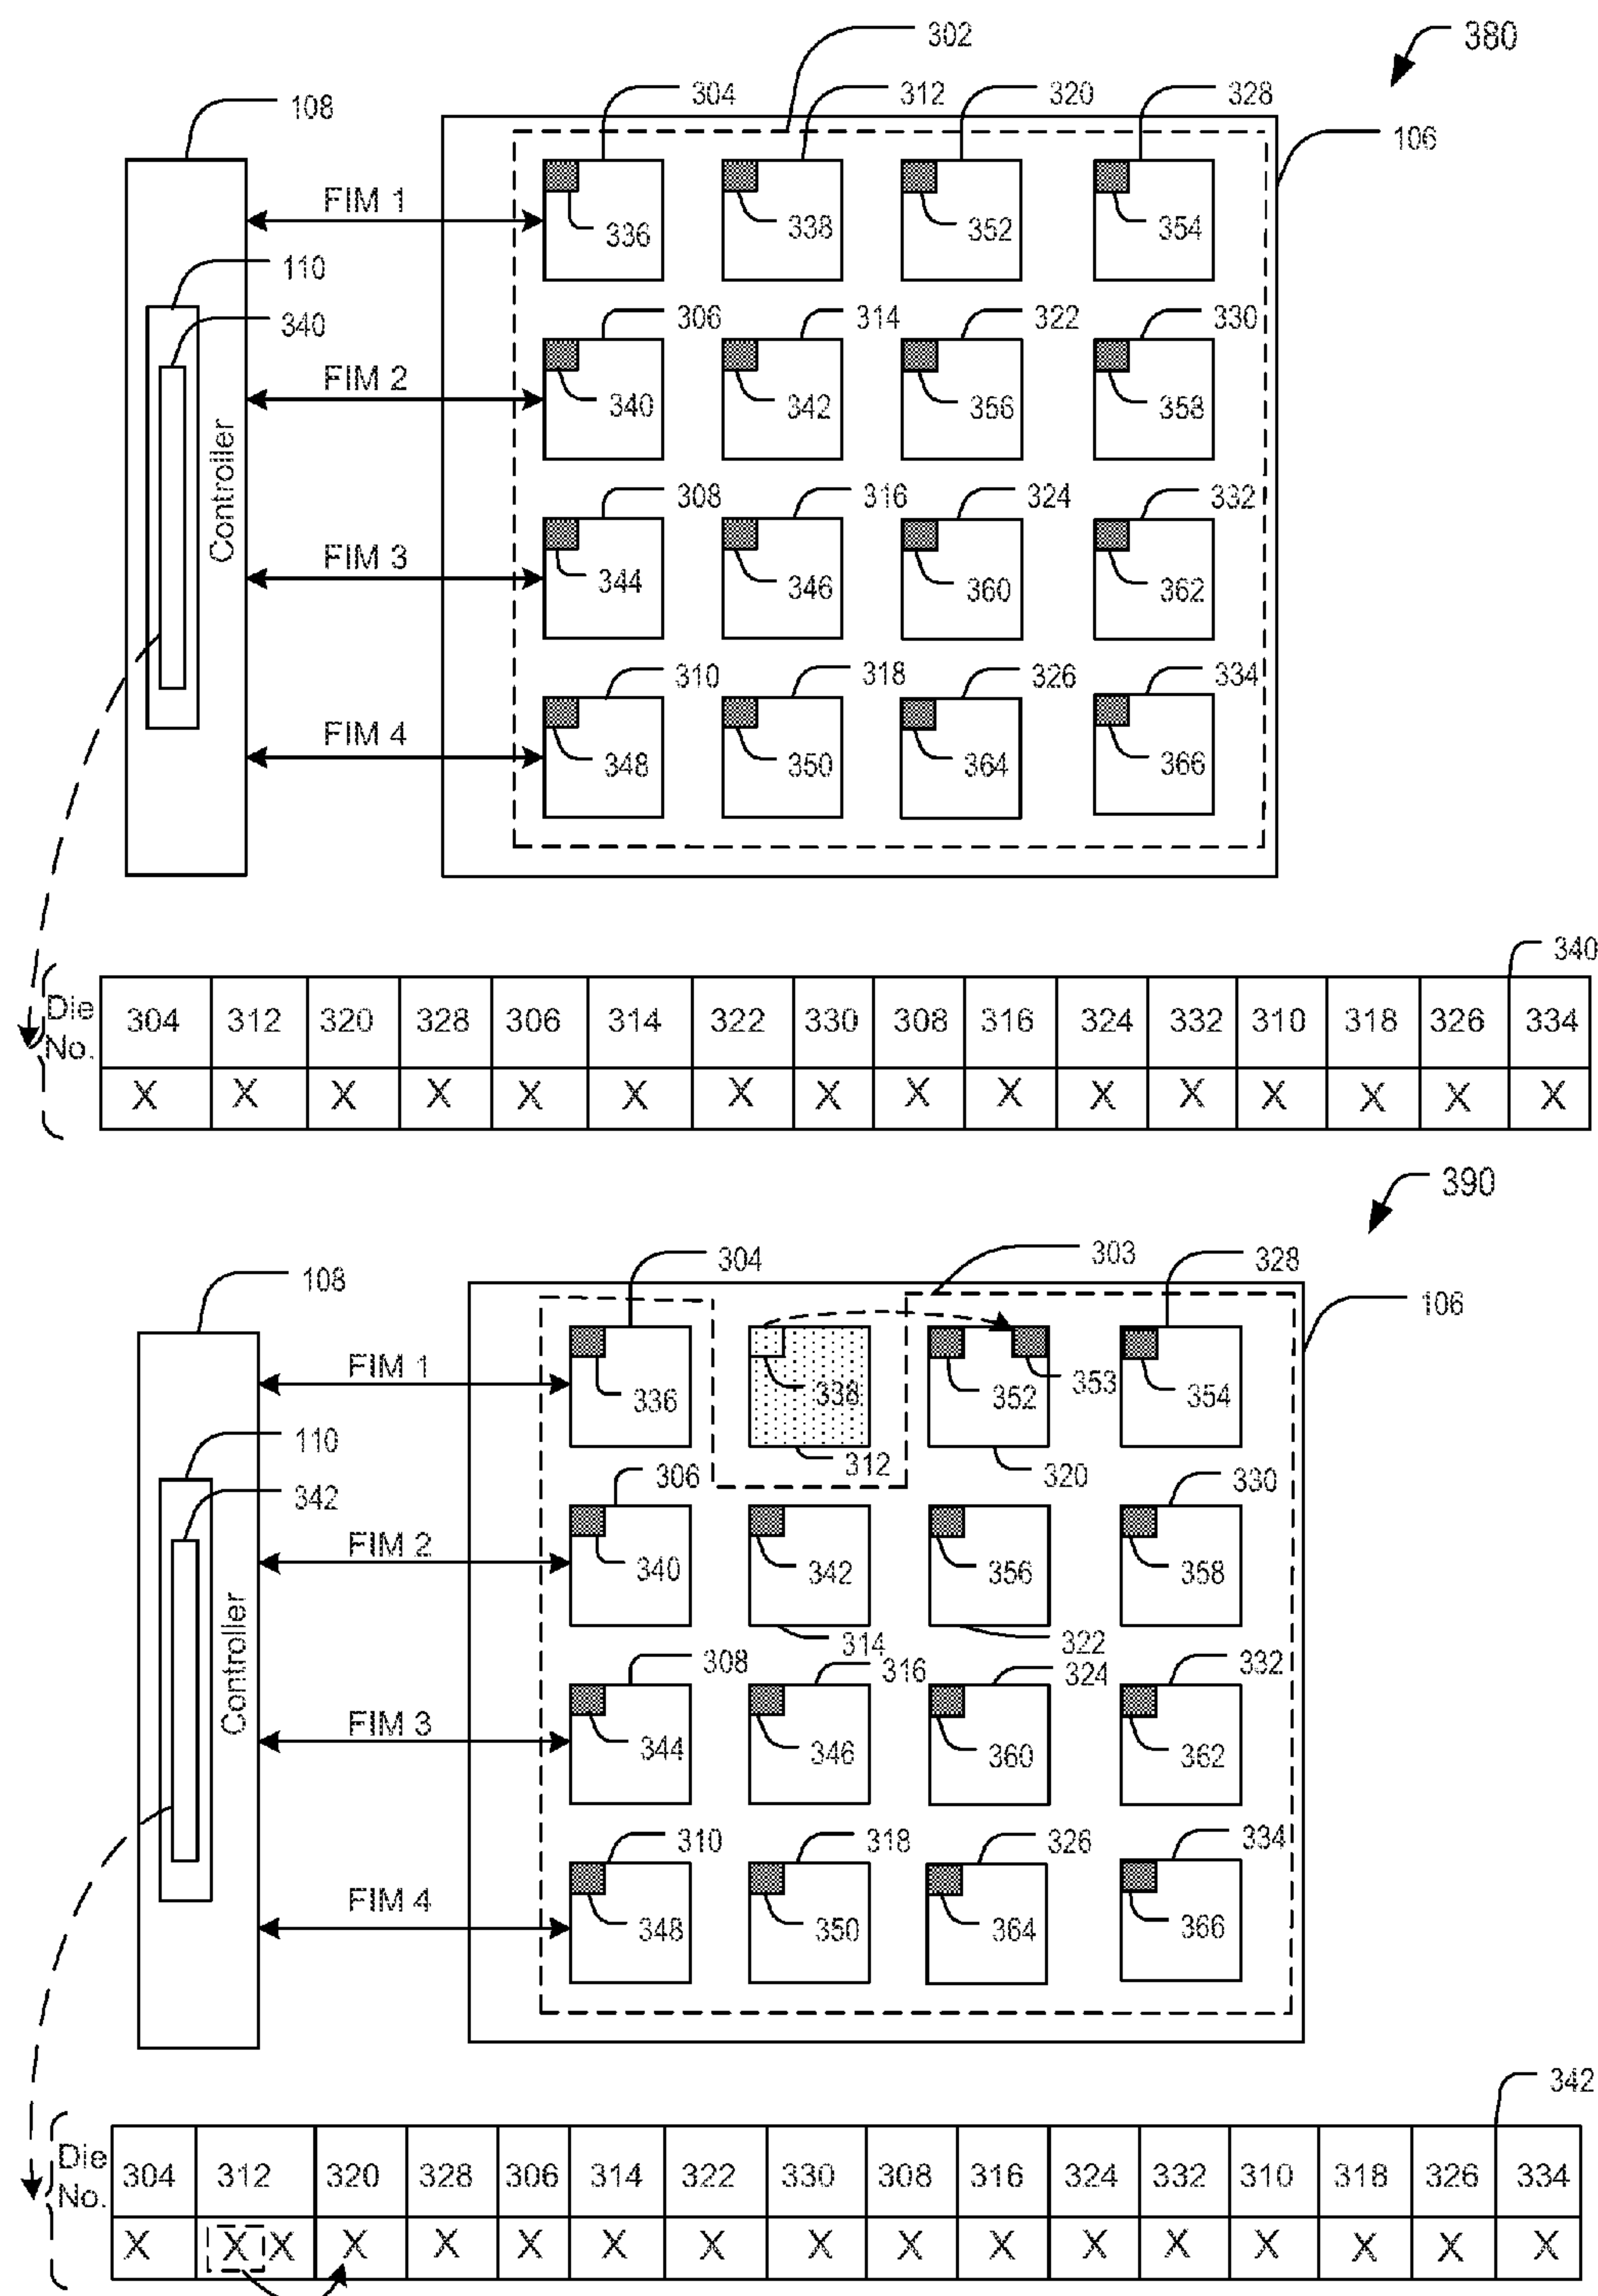 302
380
304 312 320 328
108
106
FIM 1
336 338 352 354
110
340
306 314 322 330
FIM 2
340 342 356 358
Controller
308 316 324 332
FIM 3
344 346 360 362
310 318 326 334
FIM 4
348 350 364 366
340
Die No. 304 312 320 328 306 314 322 330 308 316 324 332 310 318 326 334
X X X X X X X X X X X X X X X X
390
304 303 328
108
106
FIM 1
336 338 352 353 354
110
312 320
306 330
342
FIM 2
340 342 356 358
Controller
314 322
308 316 324 332
FIM 3
344 346 360 362
310 318 326 334
FIM 4
348 350 364 366
342
Die No. 304 312 320 328 306 314 322 330 308 316 324 332 310 318 326 334
X X X X X X X X X X X X X X X X X